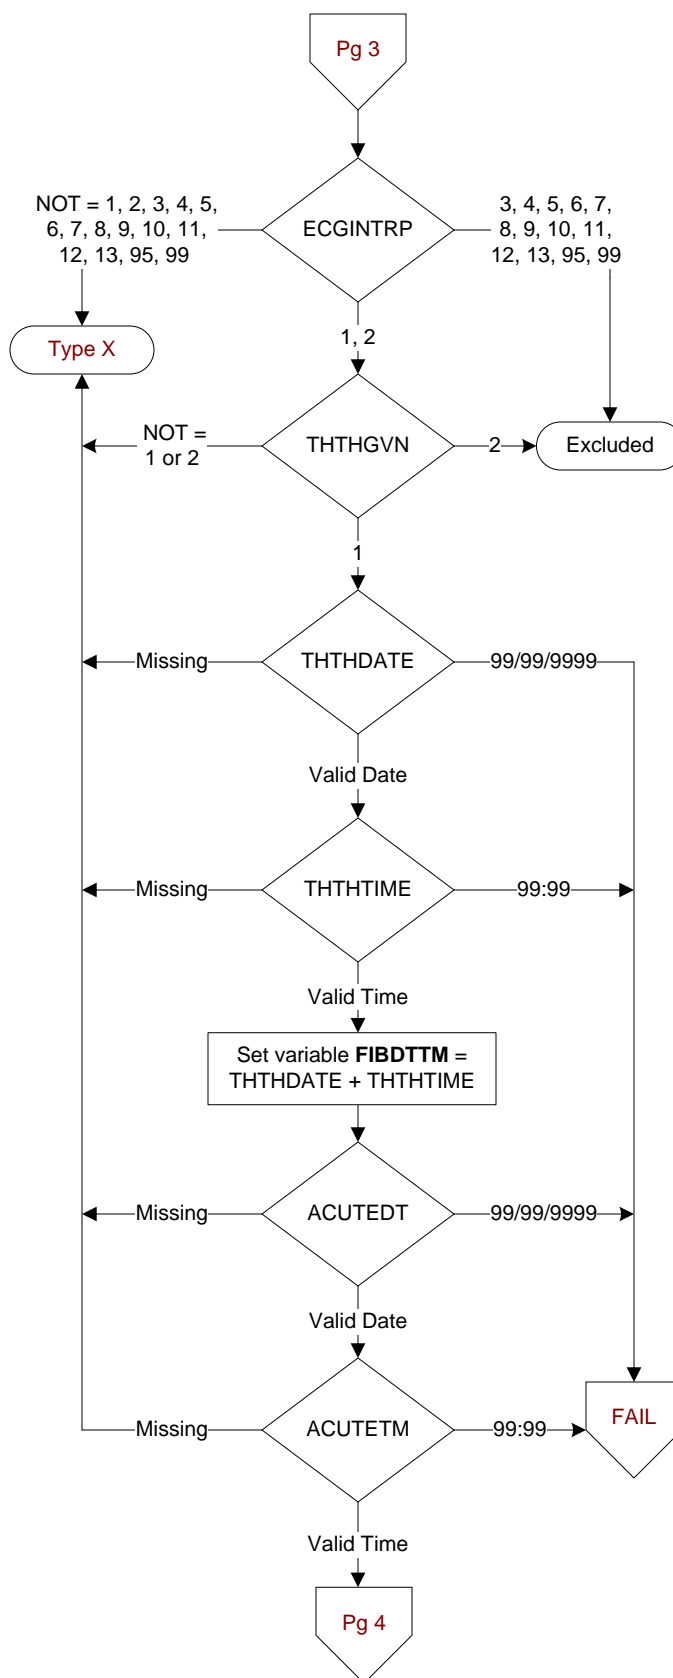 Pg 3
NOT = 1, 2, 3, 4, 5,
6, 7, 8, 9, 10, 11,
12, 13, 95, 99
ECGINTRP
3, 4, 5, 6, 7,
8, 9, 10, 11,
12, 13, 95, 99
Type X
1, 2
NOT =
1 or 2
THTHGVN
2
Excluded
1
Missing
THTHDATE
99/99/9999
Valid Date
Missing
THTHTIME
99:99
Valid Time
Set variable FIBDTTM =
THTHDATE + THTHTIME
Missing
ACUTEDT
99/99/9999
Valid Date
Missing
ACUTETM
99:99
FAIL
Valid Time
Pg 4